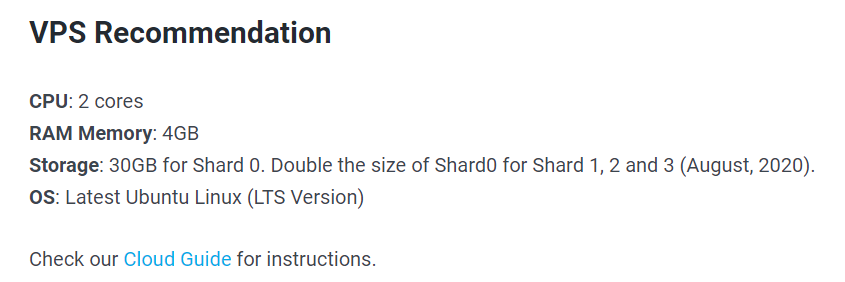 VPS Recommendation
CPU: 2 cores
RAM Memory: 4GB
Storage: 30GB for Shard 0. Double the size of Shard0 for Shard 1, 2 and 3 (August, 2020).
OS: Latest Ubuntu Linux (LTS Version)
Check our Cloud Guide for instructions.